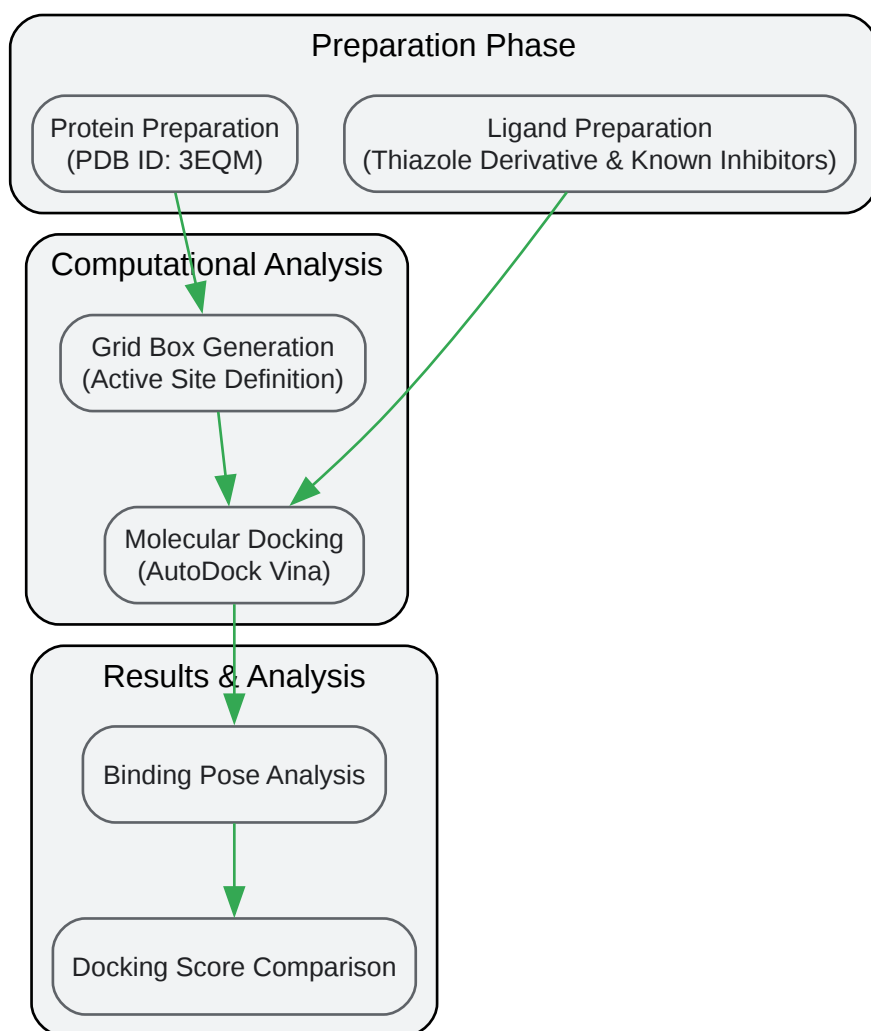 Preparation Phase
Protein Preparation
(PDB ID: 3EQM)
Ligand Preparation
(Thiazole Derivative & Known Inhibitors)
Computational Analysis
Grid Box Generation
(Active Site Definition)
Molecular Docking
(AutoDock Vina)
Results & Analysis
Binding Pose Analysis
Docking Score Comparison